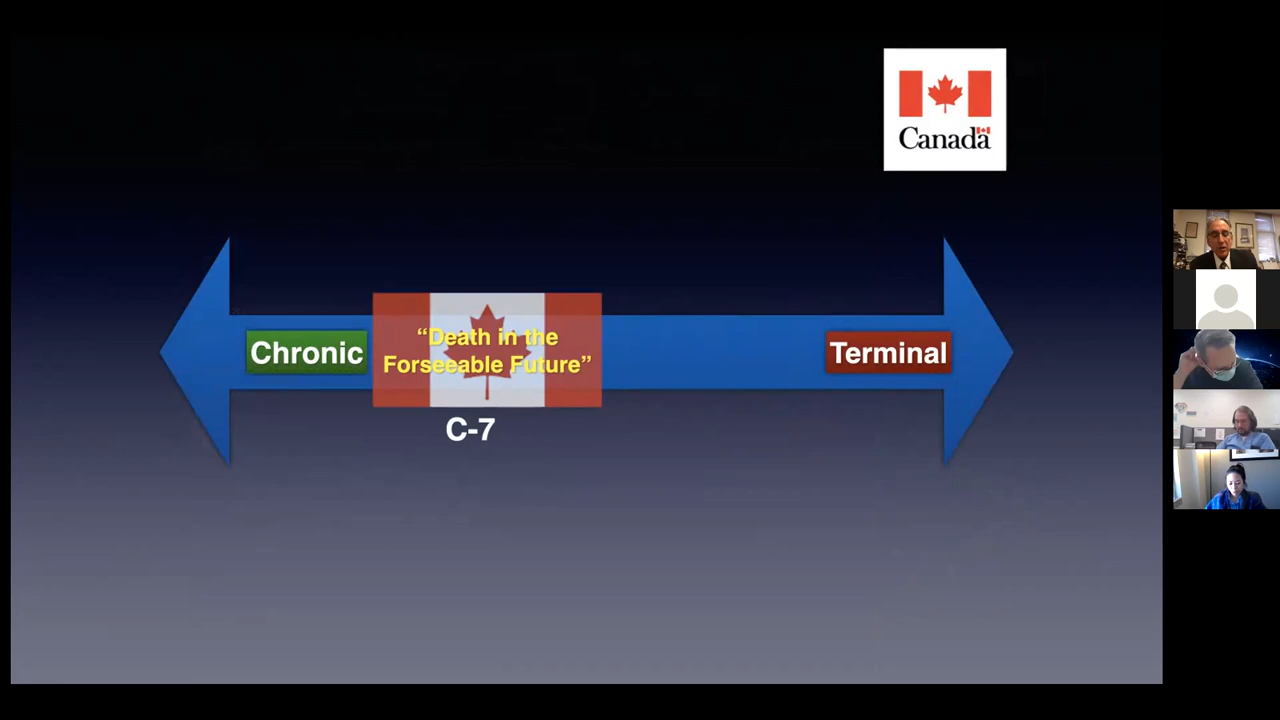 Canada
Chronic
“Death in the
Forseeable Future”
Terminal
C-7